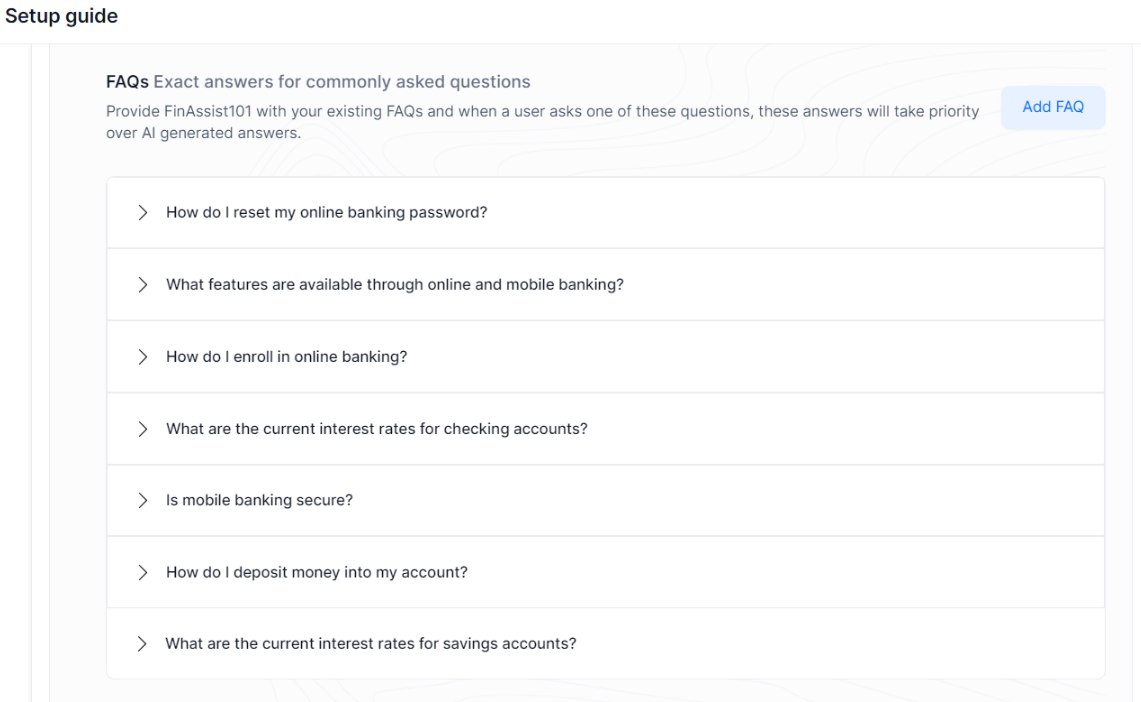 Setup guide
FAQs Exact answers for commonly asked questions
Provide FinAssist101 with your existing FAQs and when a user asks one of these questions, these answers will take priority
over AI generated answers.
Add FAQ
How do I reset my online banking password?
What features are available through online and mobile banking?
How do I enroll in online banking?
What are the current interest rates for checking accounts?
Is mobile banking secure?
How do I deposit money into my account?
What are the current interest rates for savings accounts?